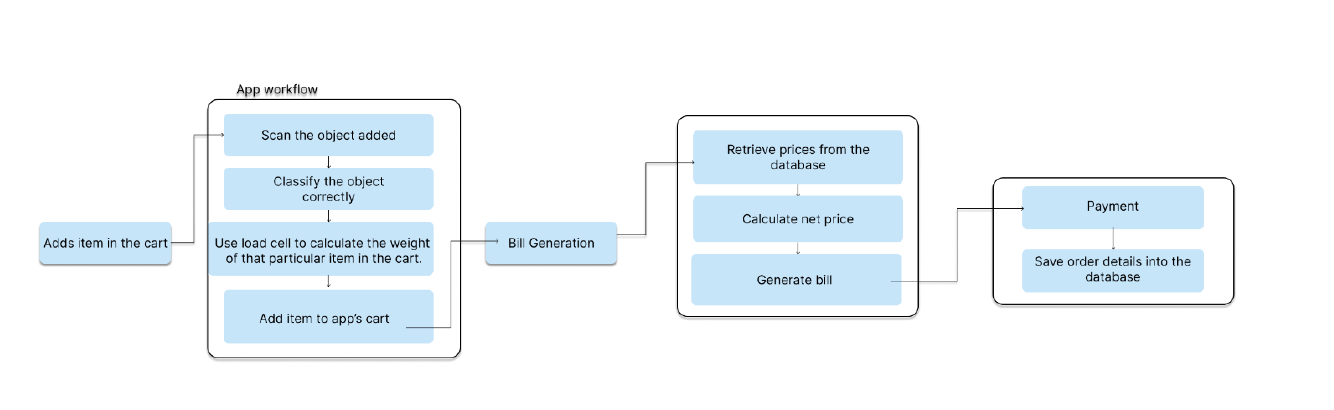 App workflow
Scan the object added
Classify the object
correctly
Adds item in the cart
Use load cell to calculate the weight
of that particular item in the cart.
Add item to app's cart
Bill Generation
Retrieve prices from the
database
Calculate net price
Generate bill
Payment
Save order details into the
database